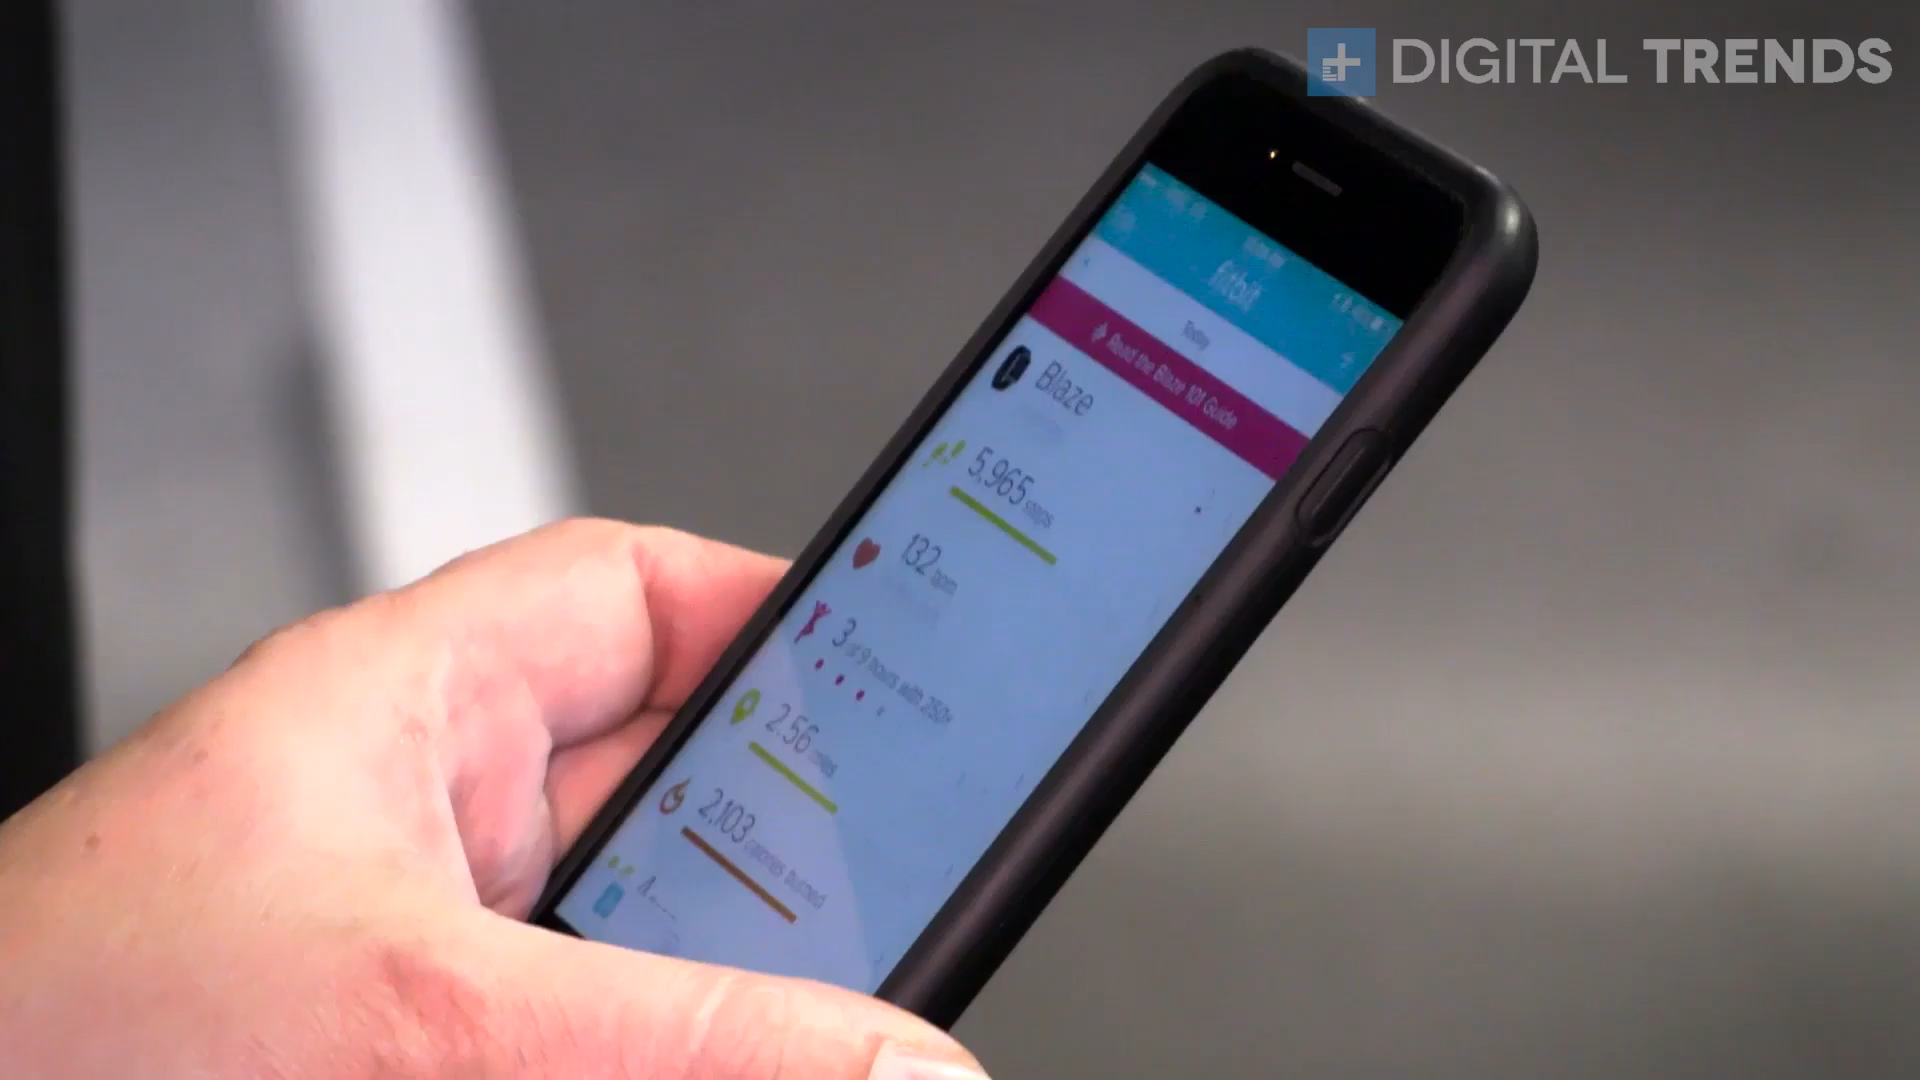 DIGITAL TRENDS
fitbit
Today
Read the Blaze 101 Guide
Blaze
5,965 steps
132 bpm
3 of 9 hours with 250+
2.56 miles
2,103 calories burned